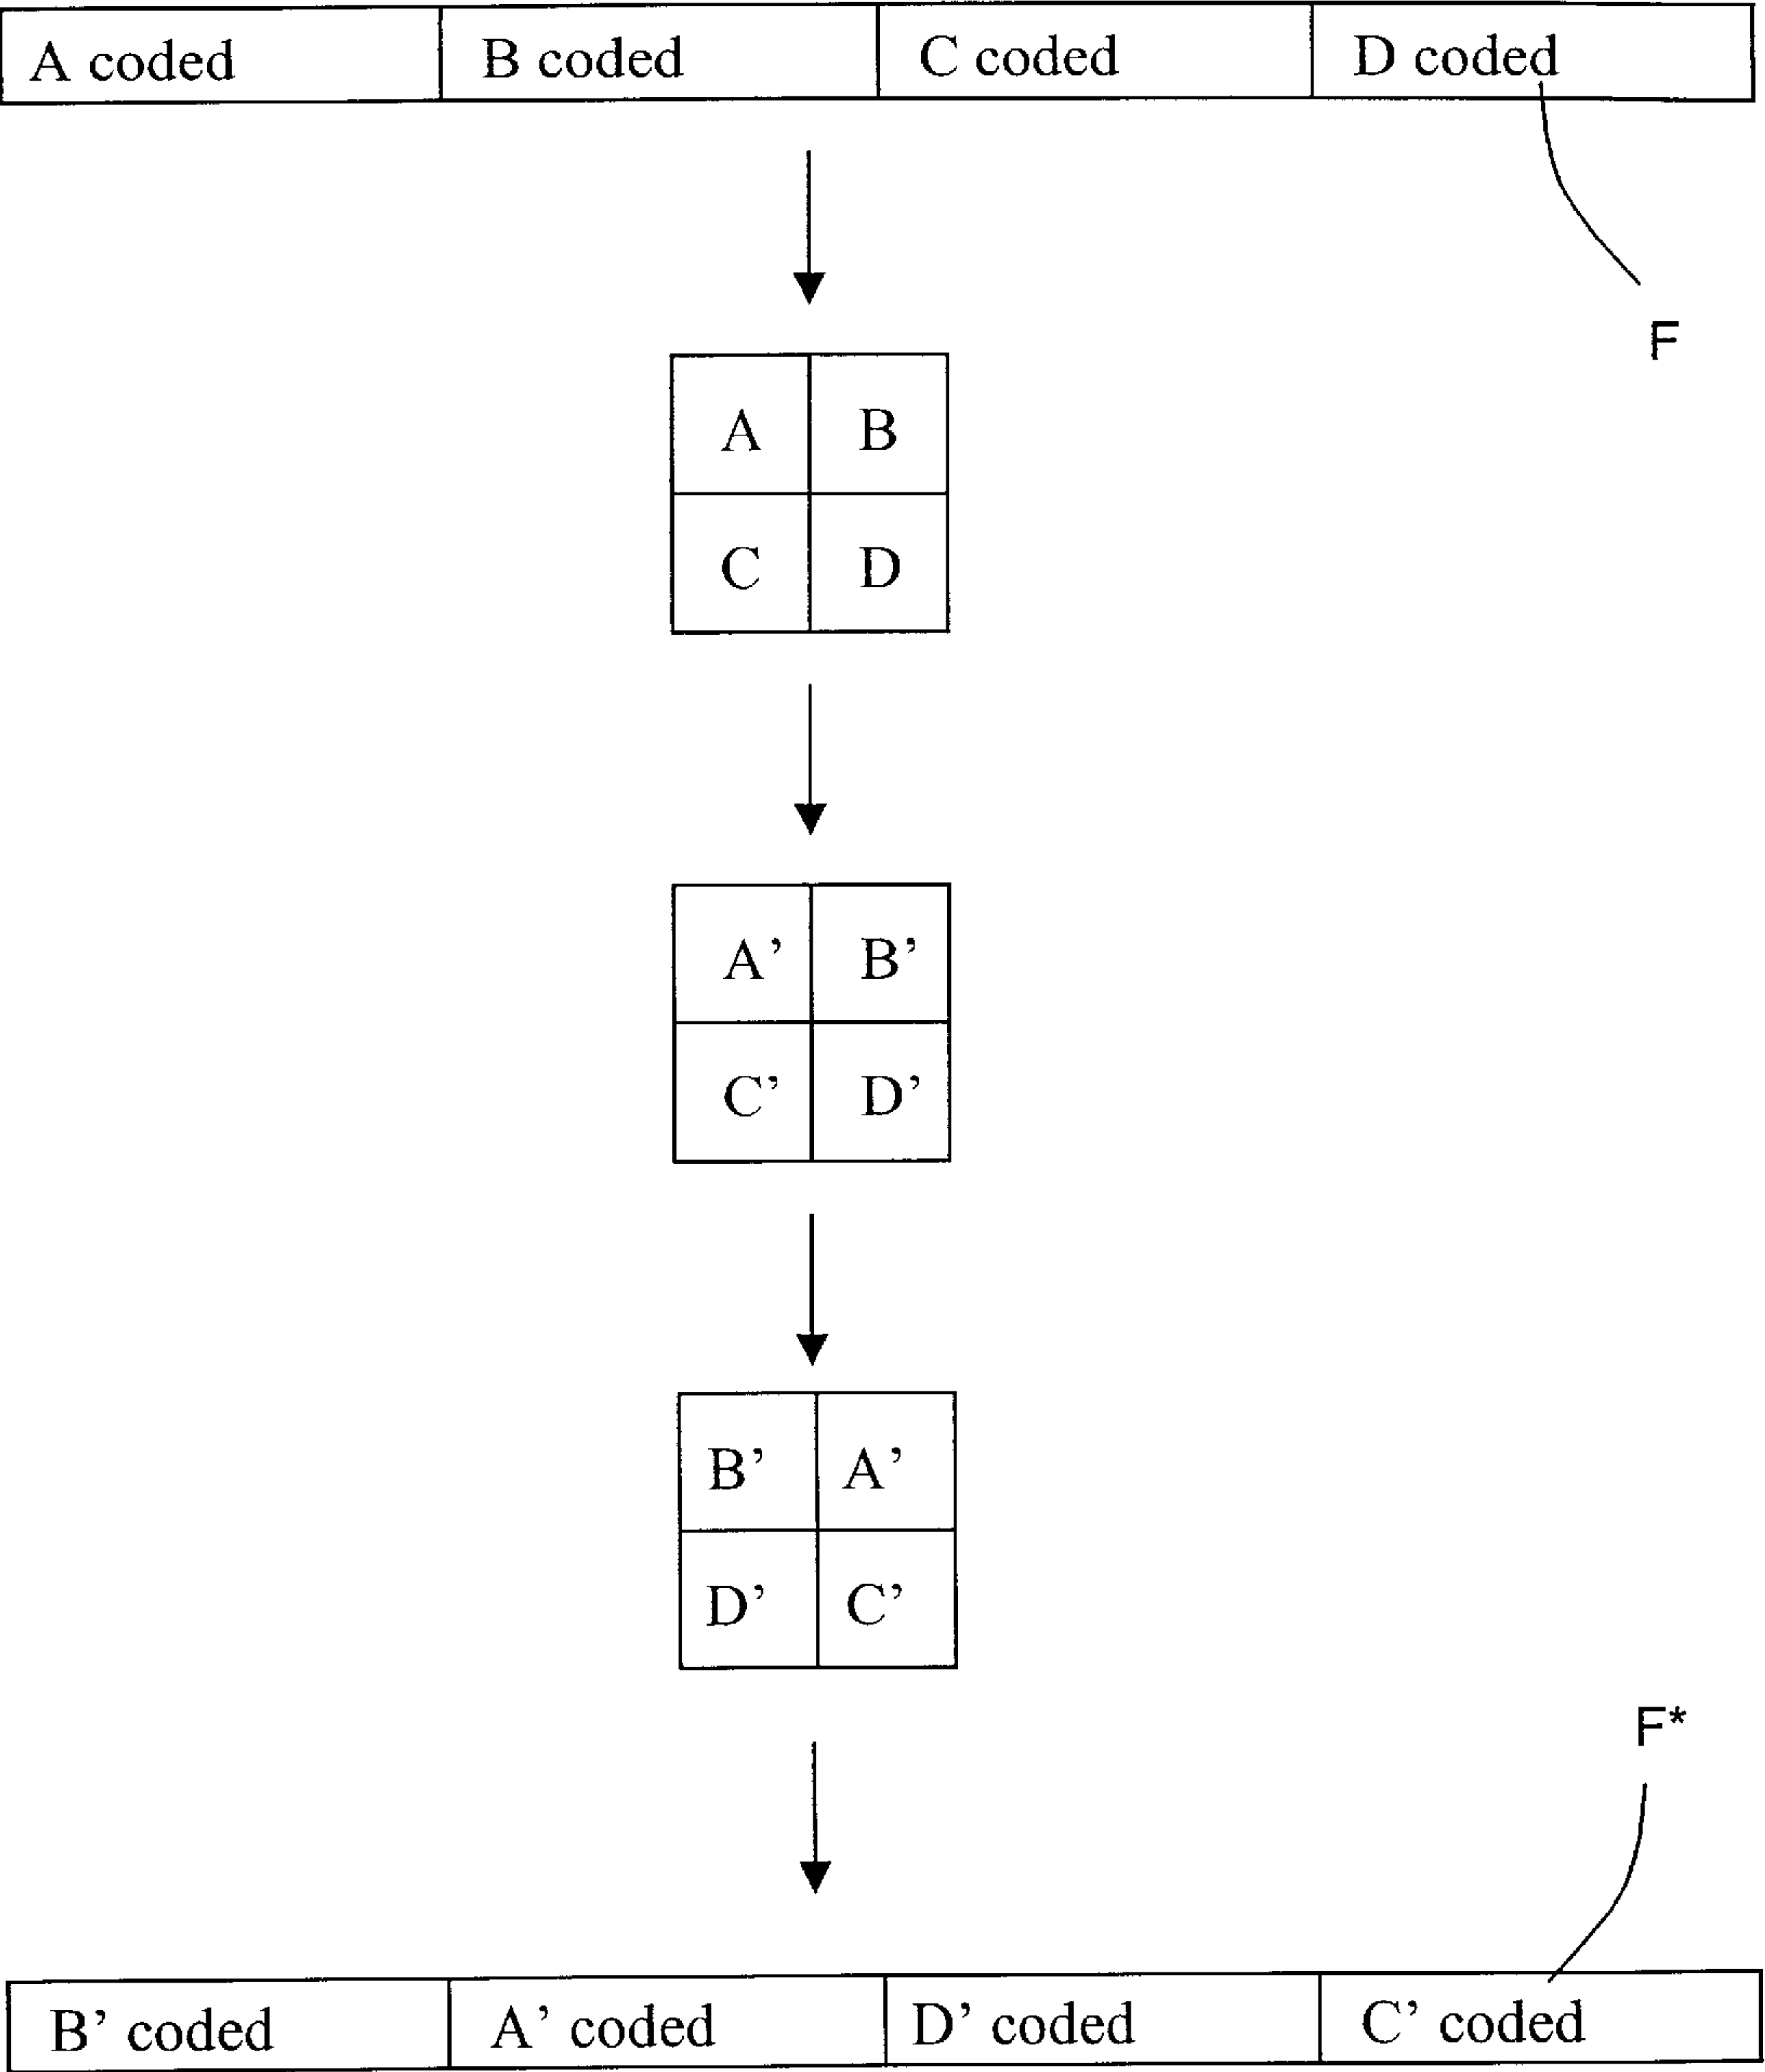 A coded B coded C coded D coded
F
A B
C D
A’ B’
C’ D’
B’ A’
D’ C’
F*
B’ coded A’ coded D’ coded C’ coded